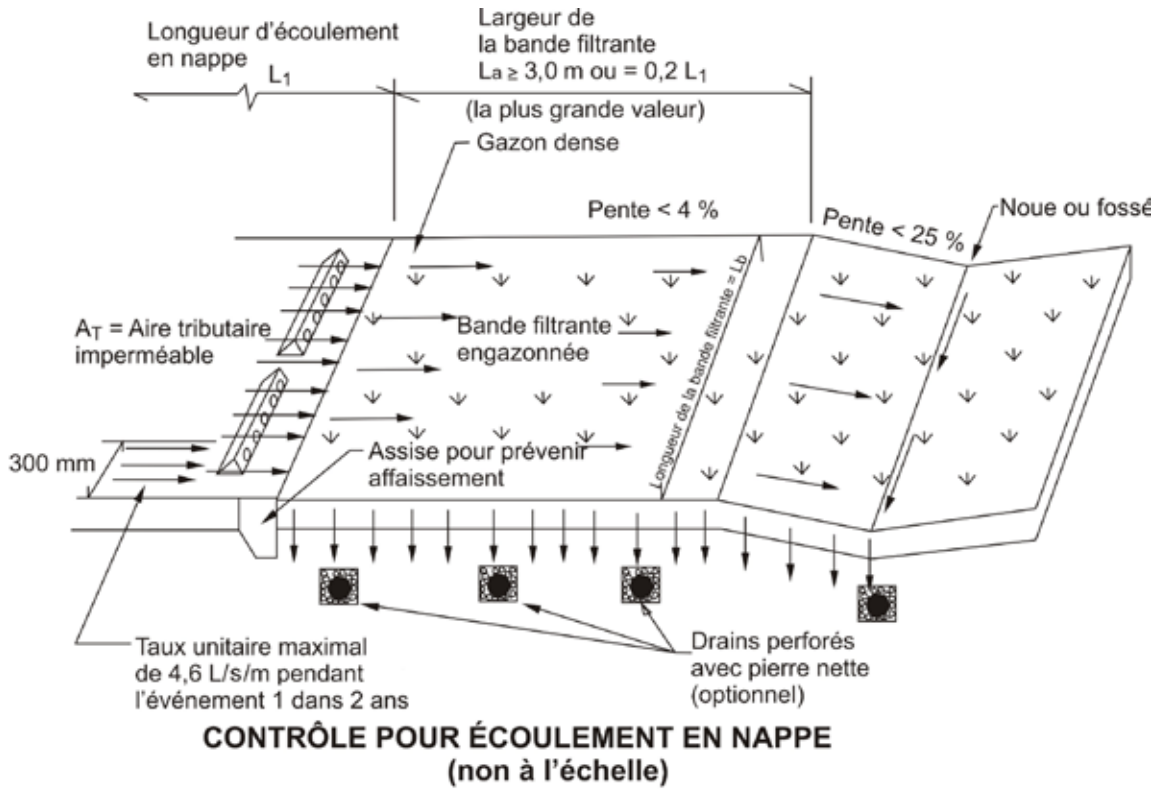 Longueur d'écoulement
en nappe
L1
Largeur de
la bande filtrante
La ≥ 3,0 m ou = 0,2 L1
(la plus grande valeur)
Gazon dense
Pente < 4 %
Pente < 25 %
Noue ou fossé
AT = Aire tributaire
imperméable
Bande filtrante
engazonnée
Longueur de la bande filtrante = Lb
300 mm
Assise pour prévenir
affaissement
Taux unitaire maximal
de 4,6 L/s/m pendant
l'événement 1 dans 2 ans
Drains perforés
avec pierre nette
(optionnel)
CONTRÔLE POUR ÉCOULEMENT EN NAPPE
(non à l'échelle)